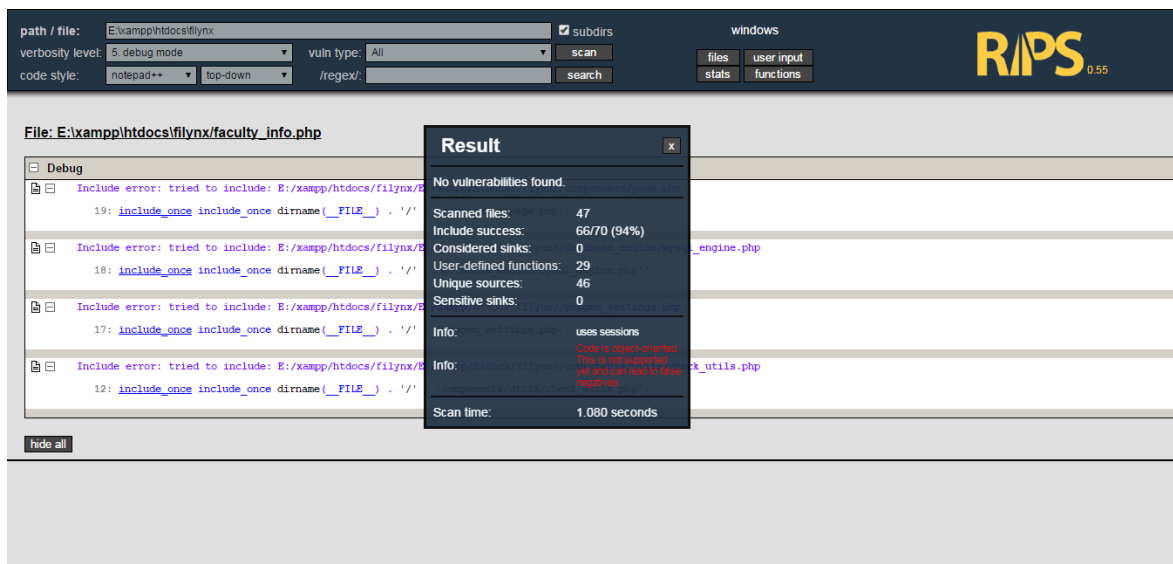 path / file: E:\xampp\htdocs\filynx subdirs windows
verbosity level: 5. debug mode vuln type: All scan files user input
code style: notepad++ top-down /regex/: search stats functions
RIPS 0.55
File: E:\xampp\htdocs\filynx/faculty_info.php
Result x
No vulnerabilities found.
Scanned files: 47
Include success: 66/70 (94%)
Considered sinks: 0
User-defined functions: 29
Unique sources: 46
Sensitive sinks: 0
Info: uses sessions
Info: Code is object-oriented. This is not supported yet and can lead to false negatives
Scan time: 1.080 seconds
Debug
Include error: tried to include: E:/xampp/htdocs/filynx/E
19: include_once include_once dirname(__FILE__) . '/'
Include error: tried to include: E:/xampp/htdocs/filynx/E _engine.php
18: include_once include_once dirname(__FILE__) . '/'
Include error: tried to include: E:/xampp/htdocs/filynx/E
17: include_once include_once dirname(__FILE__) . '/'
Include error: tried to include: E:/xampp/htdocs/filynx/E ck_utils.php
12: include_once include_once dirname(__FILE__) . '/'
hide all